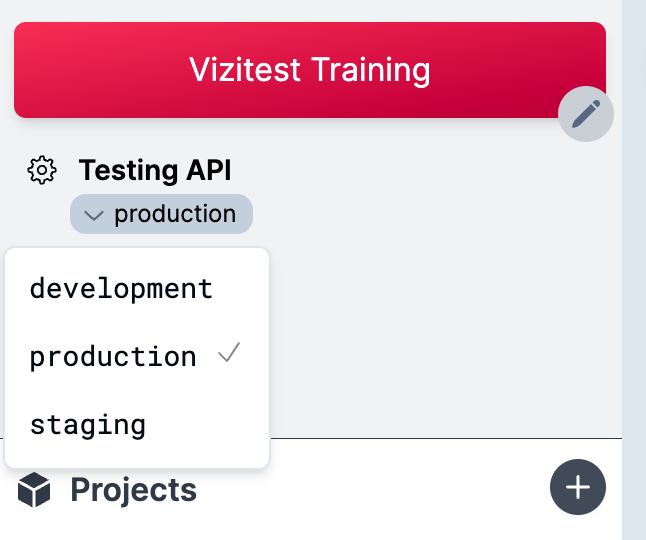 Vizitest Training
Testing API
production
development
production
staging
Projects